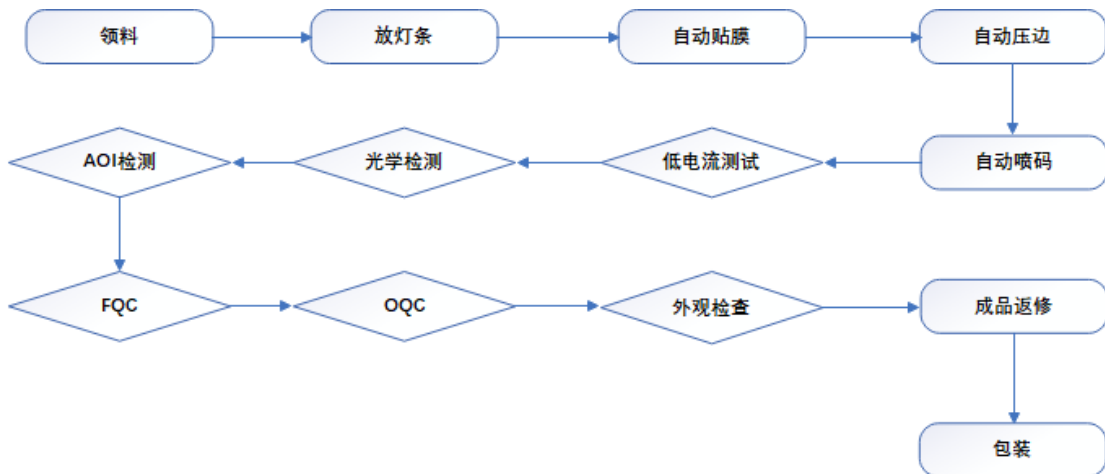 领料
放灯条
自动贴膜
自动压边
自动喷码
低电流测试
光学检测
AOI检测
FQC
OQC
外观检查
成品返修
包装